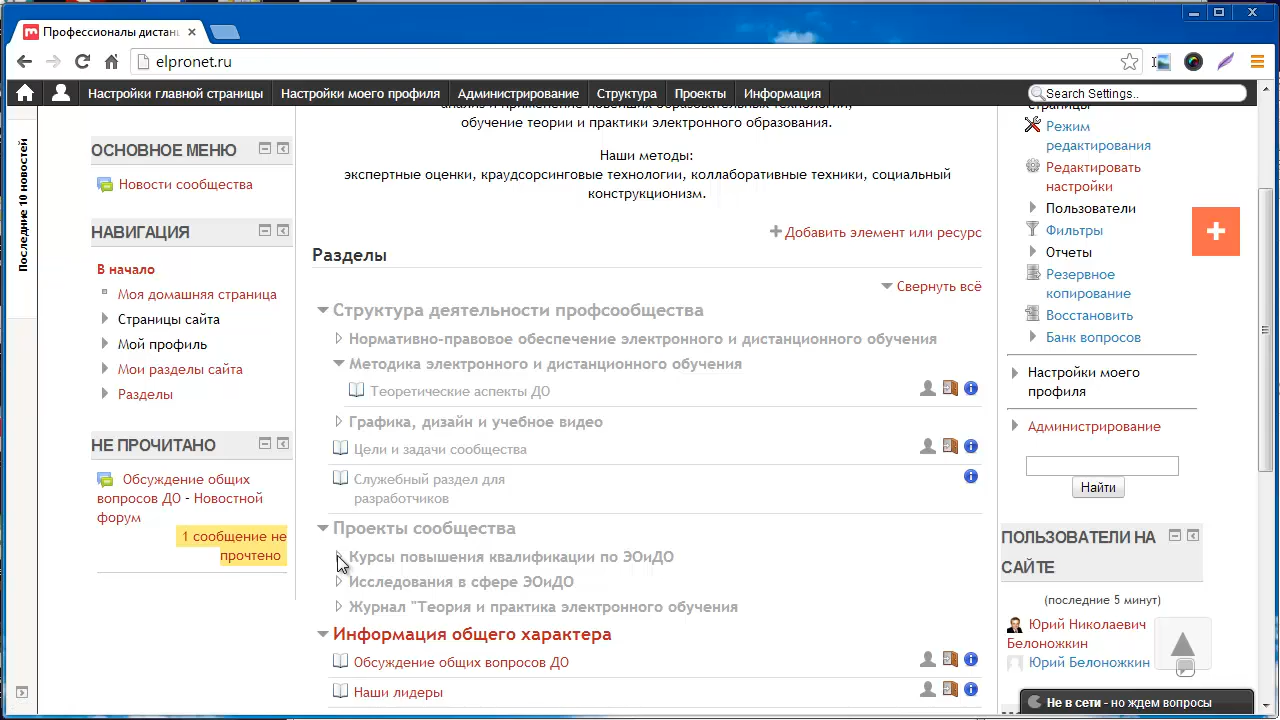 Профессионалы дистанц
elpronet.ru
Настройки главной страницы
Настройки моего профиля
Администрирование
Структура
Проекты
Информация
Search Settings..
Последние 10 новостей
ОСНОВНОЕ МЕНЮ
Новости сообщества
НАВИГАЦИЯ
В начало
Моя домашняя страница
Страницы сайта
Мой профиль
Мои разделы сайта
Разделы
НЕ ПРОЧИТАНО
Обсуждение общих
вопросов ДО - Новостной
форум
1 сообщение не
прочтено
анализ и применение новейших образовательных технологий,
обучение теории и практики электронного образования.
Наши методы:
экспертные оценки, краудсорсинговые технологии, коллаборативные техники, социальный
конструкционизм.
Добавить элемент или ресурс
Разделы
Свернуть всё
Структура деятельности профсообщества
Нормативно-правовое обеспечение электронного и дистанционного обучения
Методика электронного и дистанционного обучения
Теоретические аспекты ДО
Графика, дизайн и учебное видео
Цели и задачи сообщества
Служебный раздел для
разработчиков
Проекты сообщества
Курсы повышения квалификации по ЭОиДО
Исследования в сфере ЭОиДО
Журнал "Теория и практика электронного обучения
Информация общего характера
Обсуждение общих вопросов ДО
Наши лидеры
страницы
Режим
редактирования
Редактировать
настройки
Пользователи
Фильтры
Отчеты
Резервное
копирование
Восстановить
Банк вопросов
Настройки моего
профиля
Администрирование
Найти
ПОЛЬЗОВАТЕЛИ НА
САЙТЕ
(последние 5 минут)
Юрий Николаевич
Белоножкин
Юрий Белоножкин
Не в сети - но ждем вопросы